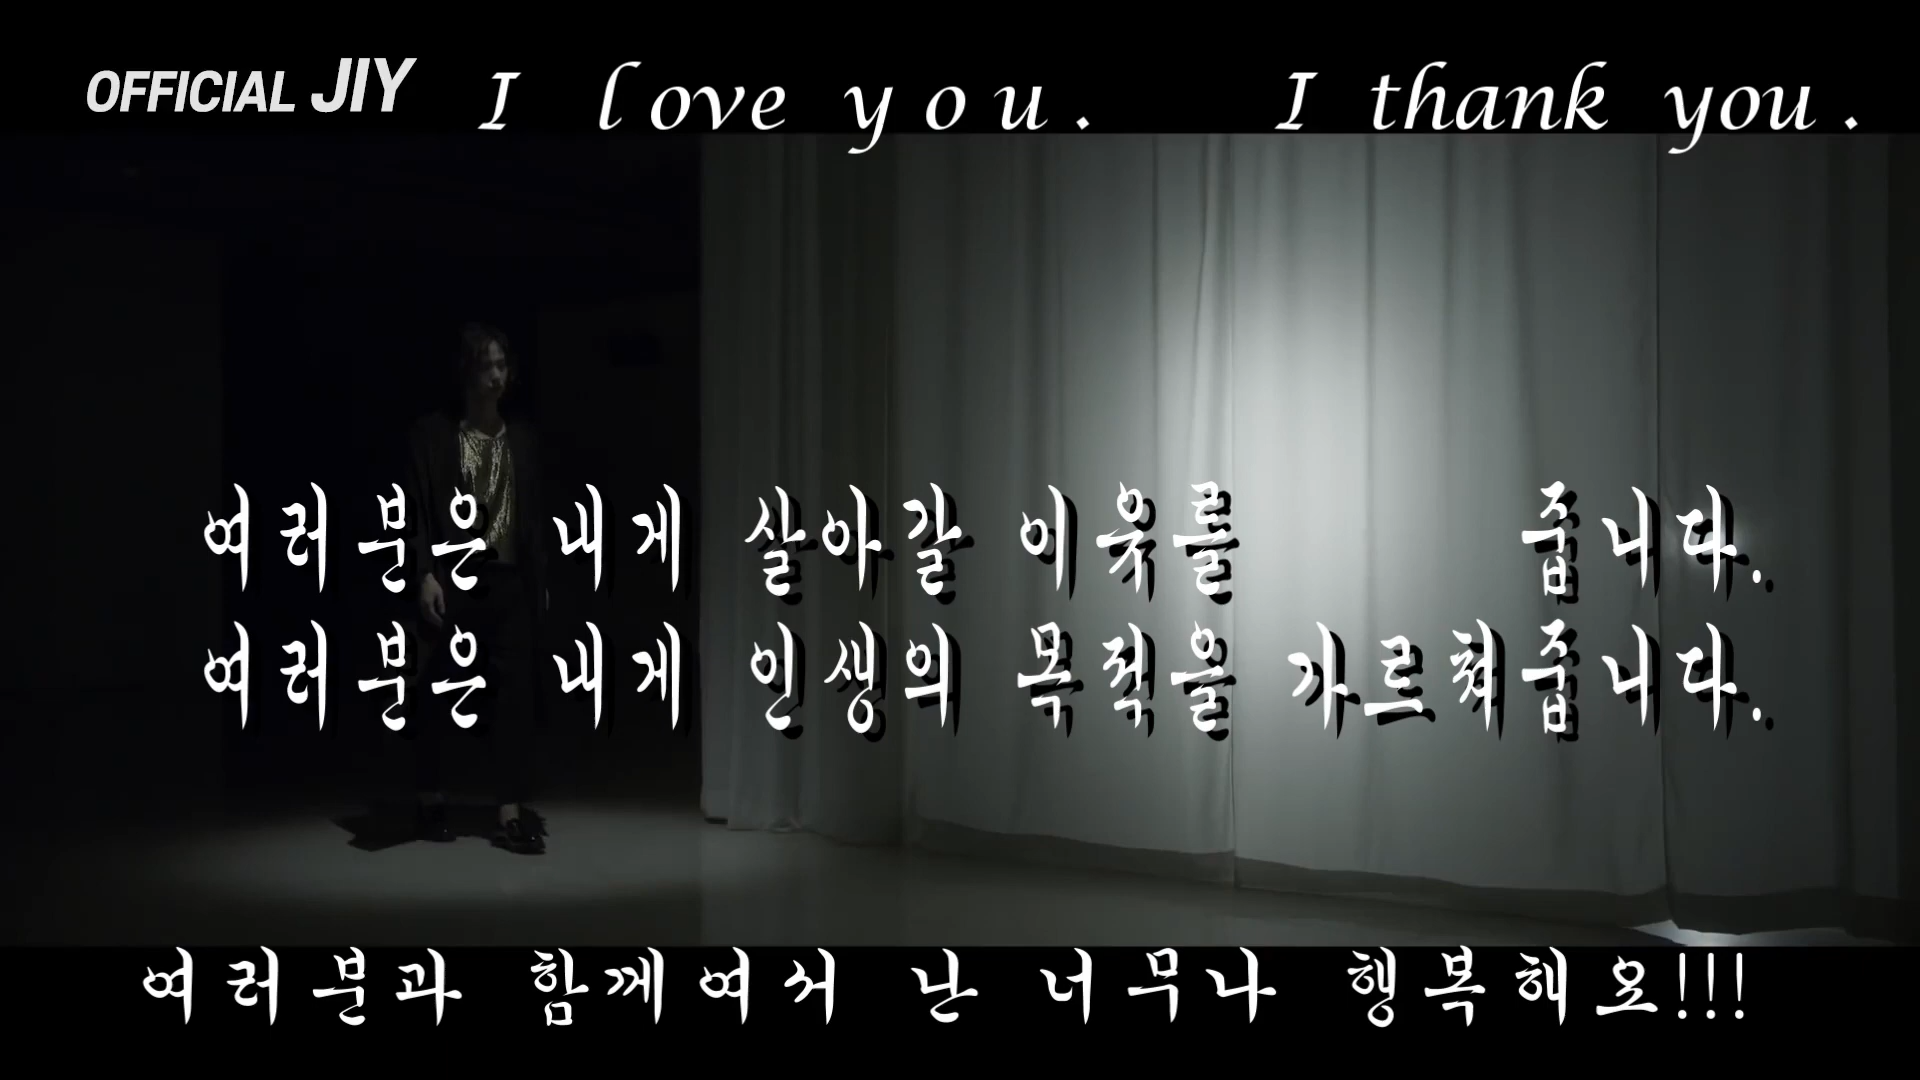 OFFICIAL JIY I love you. I thank you.
여러분은 내게 살아갈 이윳를 줍니다.
여러분은 내게 인생의 목적을 가르쳐줍니다.
여러분과 함께여서 난 너무나 행복해요!!!